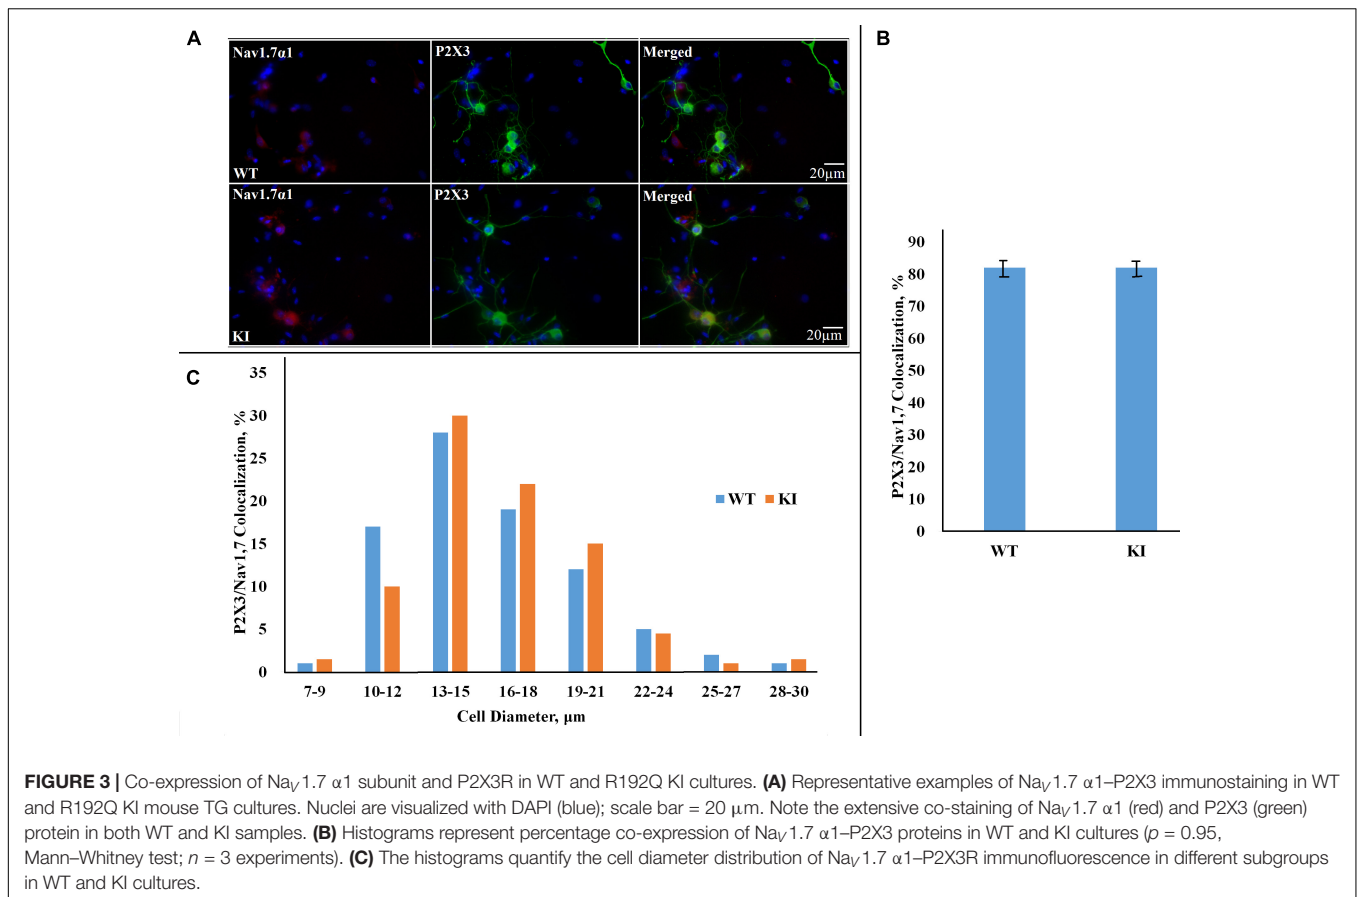 A
Nav1.7α1
P2X3
Merged
WT
20µm
Nav1.7α1
P2X3
Merged
KI
20µm
B
P2X3/Nav1,7 Colocalization, %
90
80
70
60
50
40
30
20
10
0
WT
KI
C
P2X3/Nav1,7 Colocalization, %
35
30
25
20
15
10
5
0
WT KI
7-9 10-12 13-15 16-18 19-21 22-24 25-27 28-30
Cell Diameter, µm
FIGURE 3 | Co-expression of NaV1.7 α1 subunit and P2X3R in WT and R192Q KI cultures. (A) Representative examples of NaV1.7 α1–P2X3 immunostaining in WT
and R192Q KI mouse TG cultures. Nuclei are visualized with DAPI (blue); scale bar = 20 µm. Note the extensive co-staining of NaV1.7 α1 (red) and P2X3 (green)
protein in both WT and KI samples. (B) Histograms represent percentage co-expression of NaV1.7 α1–P2X3 proteins in WT and KI cultures (p = 0.95,
Mann–Whitney test; n = 3 experiments). (C) The histograms quantify the cell diameter distribution of NaV1.7 α1–P2X3R immunofluorescence in different subgroups
in WT and KI cultures.